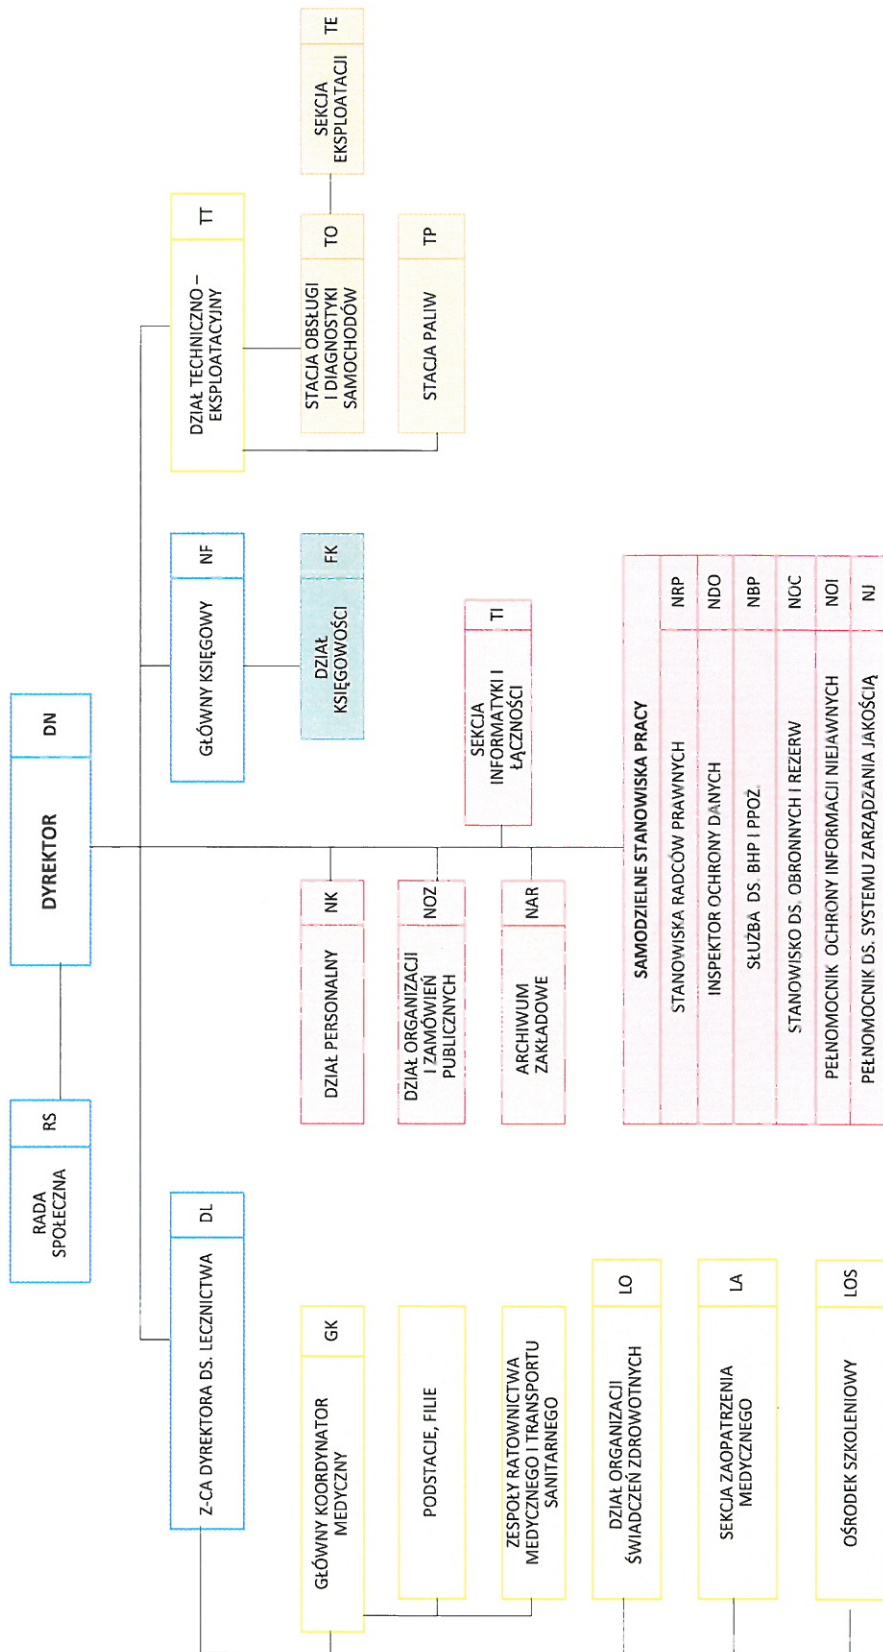 RADA
SPOŁECZNA
RS
DYREKTOR
DN
Z-CA DYREKTORA DS. LECZNICTWA
DL
GŁÓWNY KSIĘGOWY
NF
DZIAŁ TECHNICZNO –
EKSPLOATACYJNY
TT
GŁÓWNY KOORDYNATOR
MEDYCZNY
GK
PODSTACJE, FILIE
ZESPOŁY RATOWNICTWA
MEDYCZNEGO I TRANSPORTU
SANITARNEGO
DZIAŁ ORGANIZACJI
ŚWIADCZEŃ ZDROWOTNYCH
LO
SEKCJA ZAOPATRZENIA
MEDYCZNEGO
LA
OŚRODEK SZKOLENIOWY
LOS
DZIAŁ PERSONALNY
NK
DZIAŁ ORGANIZACJI
I ZAMÓWIEŃ
PUBLICZNYCH
NOZ
ARCHIWUM
ZAKŁADOWE
NAR
SEKCJA
INFORMATYKI I
ŁĄCZNOŚCI
TI
DZIAŁ
KSIĘGOWOŚCI
FK
STACJA OBSŁUGI
I DIAGNOSTYKI
SAMOCHODÓW
TO
SEKCJA
EKSPLOATACJI
TE
STACJA PALIW
TP
SAMODZIELNE STANOWISKA PRACY
STANOWISKA RADCÓW PRAWNYCH NRP
INSPEKTOR OCHRONY DANYCH NDO
SŁUŻBA DS. BHP I PPOŻ. NBP
STANOWISKO DS. OBRONNYCH I REZERW NOC
PEŁNOMOCNIK OCHRONY INFORMACJI NIEJAWNYCH NOI
PEŁNOMOCNIK DS. SYSTEMU ZARZĄDZANIA JAKOŚCIĄ NJ